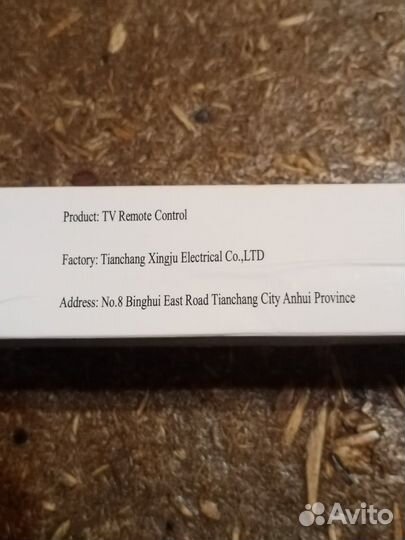 Product: TV Remote Control
Factory: Tianchang Xingju Electrical Co.,LTD
Address: No.8 Binghui East Road Tianchang City Anhui Province
Avito